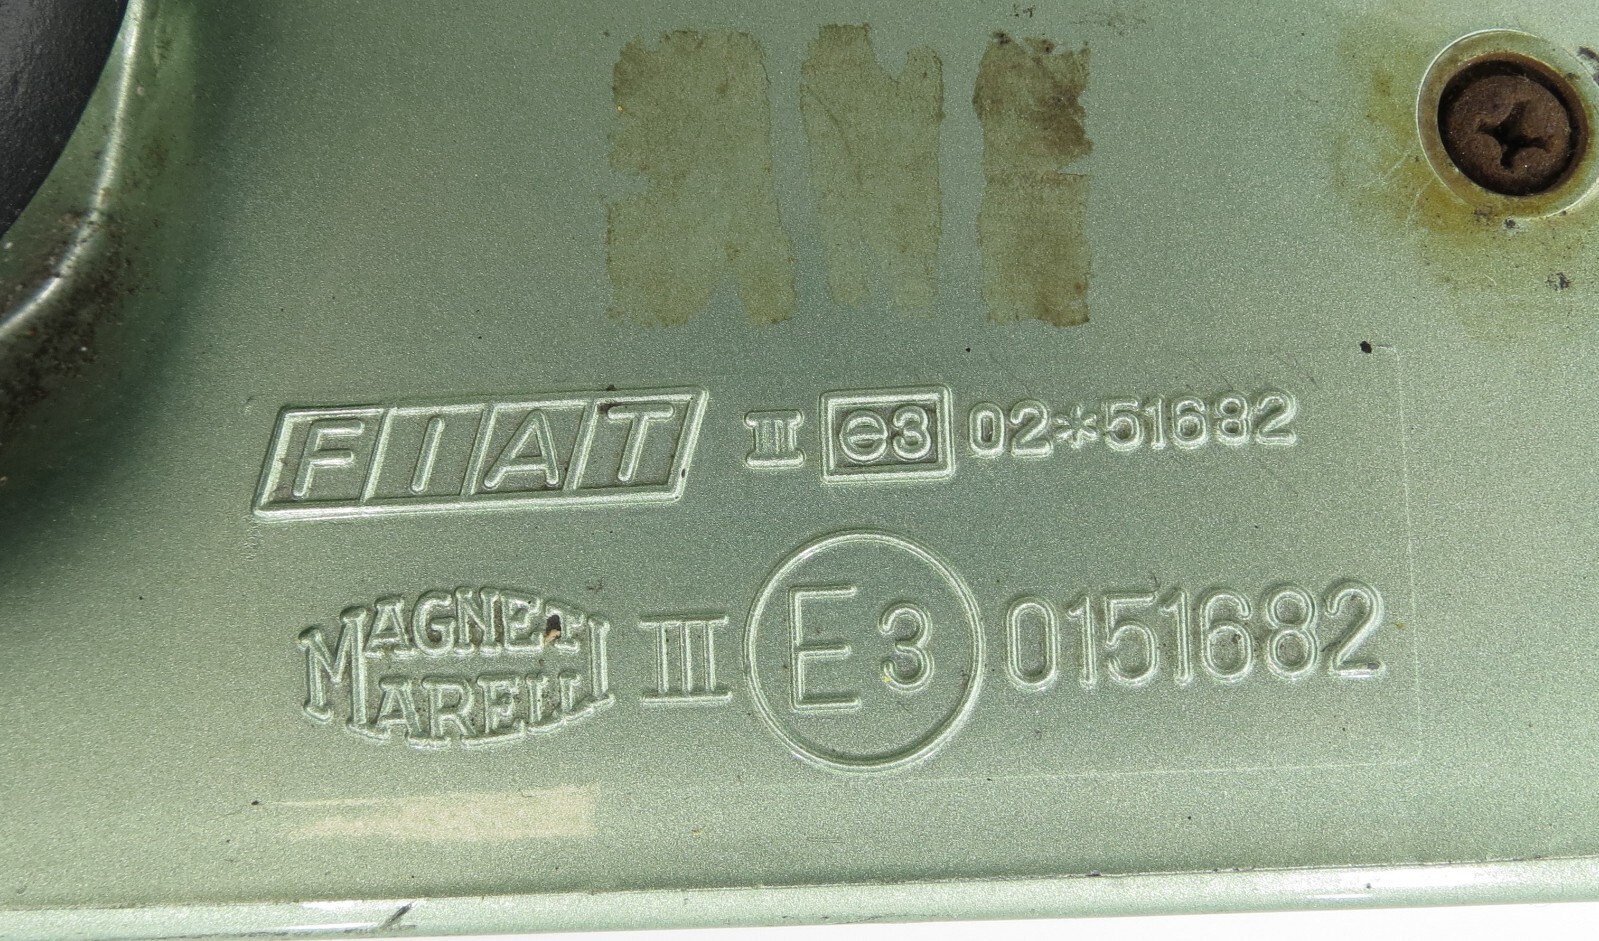 FIAT III e3 02*51682
MAGNETI MARELLI III E3 0151682